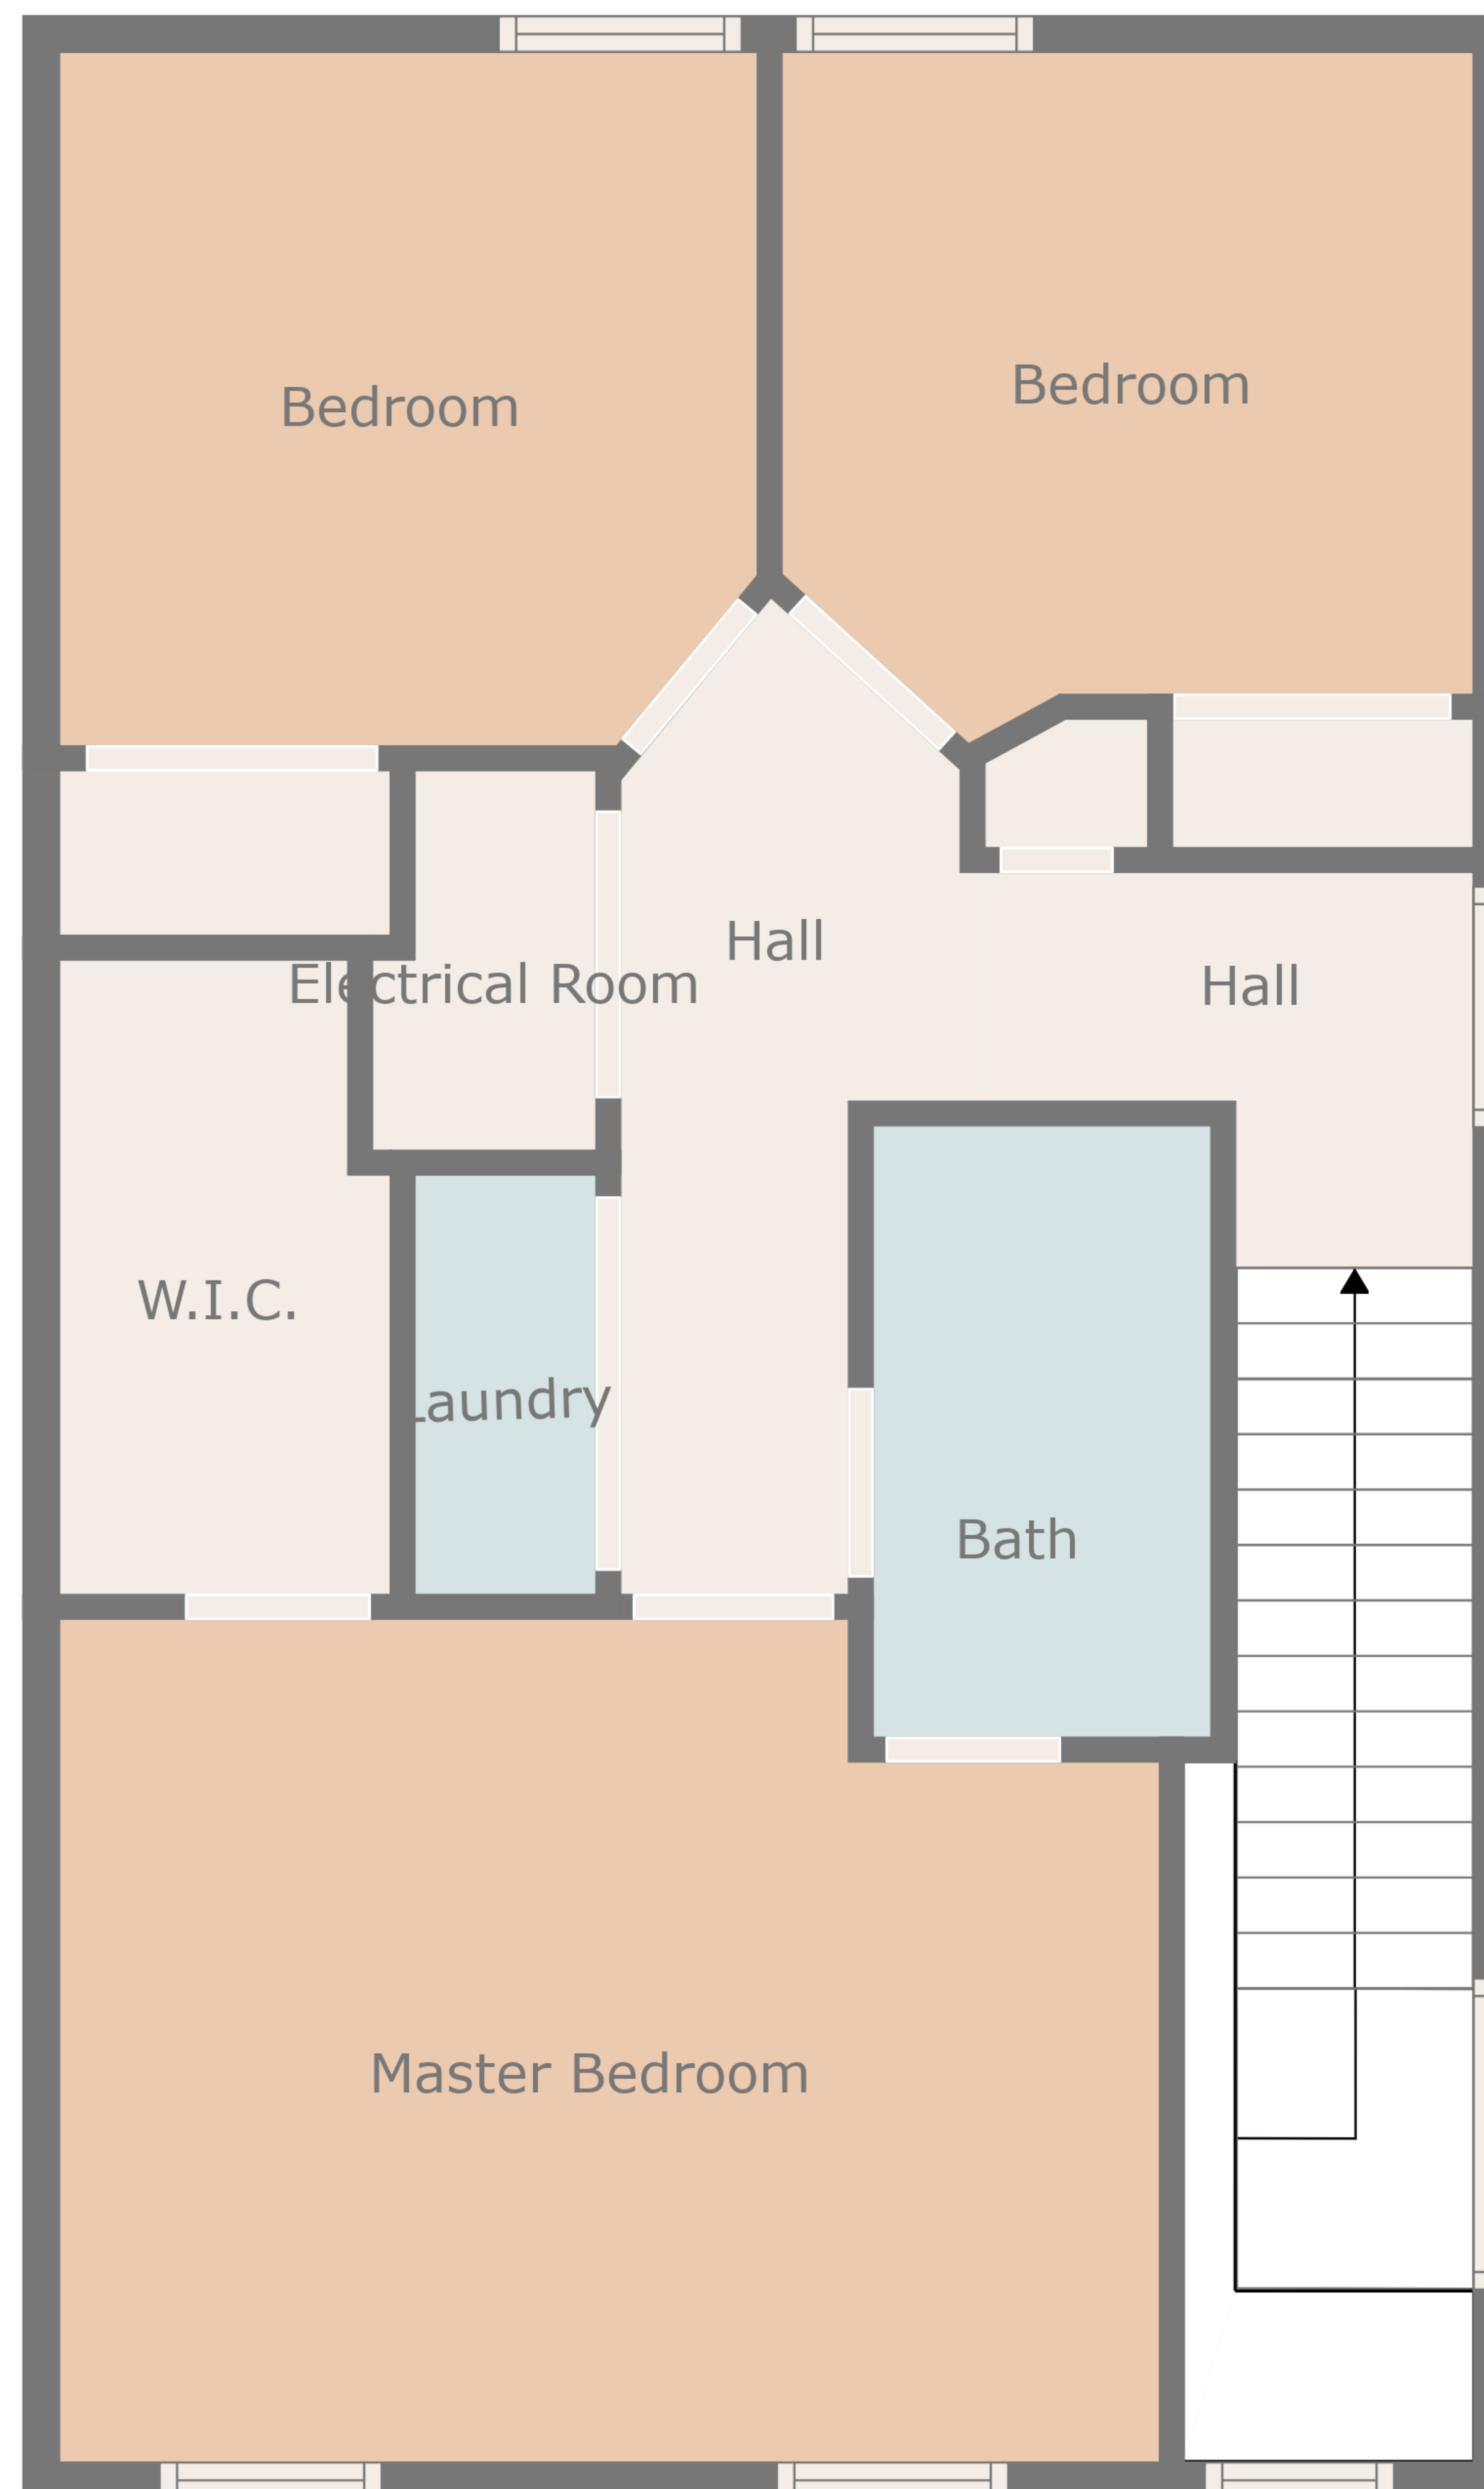 Bedroom
Bedroom
Hall
Electrical Room
Hall
W.I.C.
Laundry
Bath
Master Bedroom